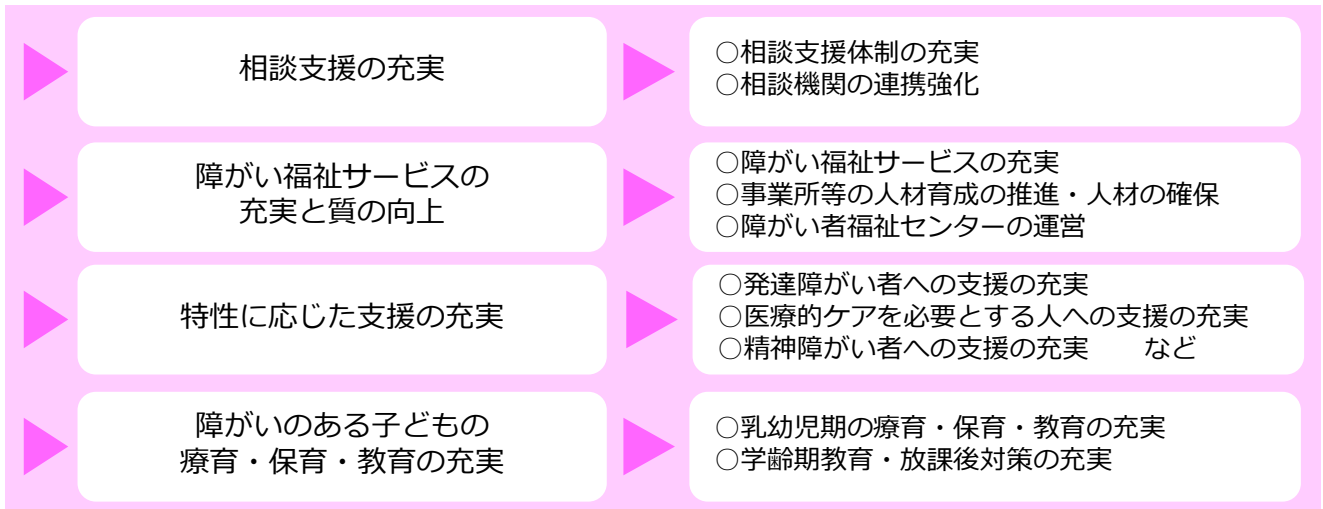 相談支援の充実
○相談支援体制の充実
○相談機関の連携強化
障がい福祉サービスの
充実と質の向上
○障がい福祉サービスの充実
○事業所等の人材育成の推進・人材の確保
○障がい者福祉センターの運営
特性に応じた支援の充実
○発達障がい者への支援の充実
○医療的ケアを必要とする人への支援の充実
○精神障がい者への支援の充実　　など
障がいのある子どもの
療育・保育・教育の充実
○乳幼児期の療育・保育・教育の充実
○学齢期教育・放課後対策の充実